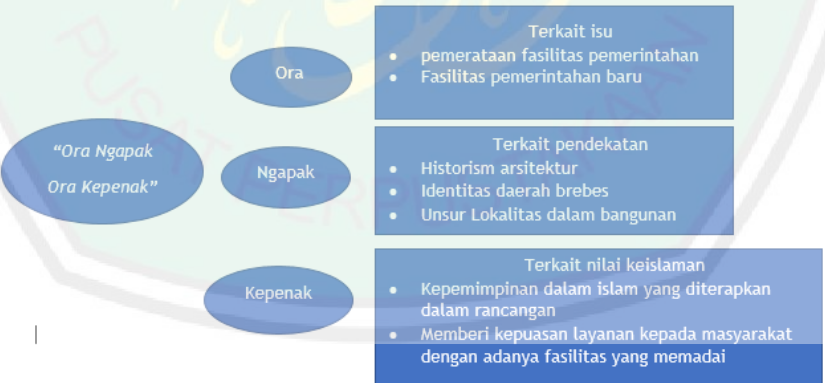 "Ora Ngapak
Ora Kepenak"
Ora
Terkait isu
• pemerataan fasilitas pemerintahan
• Fasilitas pemerintahan baru
Ngapak
Terkait pendekatan
• Historism arsitektur
• Identitas daerah brebes
• Unsur Lokalitas dalam bangunan
Kepenak
Terkait nilai keislaman
• Kepemimpinan dalam islam yang diterapkan
dalam rancangan
• Memberi kepuasan layanan kepada masyarakat
dengan adanya fasilitas yang memadai
PUSAT PERPUSTAKAAN